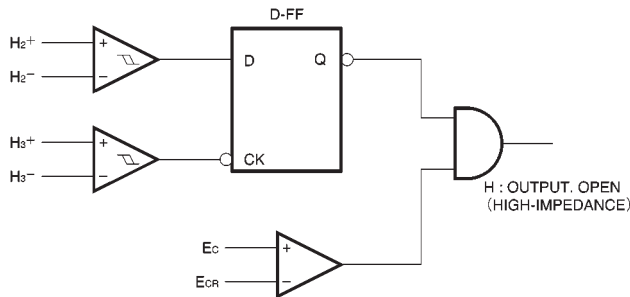 D-FF
H2+
H2−
+
−
D
Q
H3+
H3−
+
−
CK
H : OUTPUT. OPEN
(HIGH-IMPEDANCE)
EC
ECR
+
−